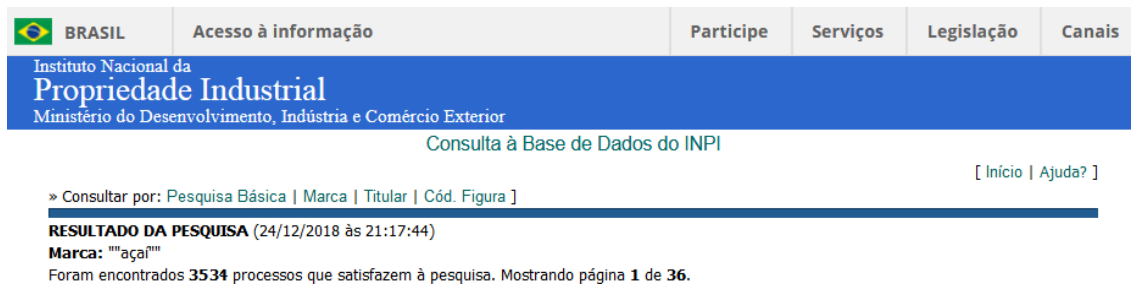 BRASIL Acesso à informação Participe Serviços Legislação Canais
Instituto Nacional da
Propriedade Industrial
Ministério do Desenvolvimento, Indústria e Comércio Exterior
Consulta à Base de Dados do INPI
[ Início | Ajuda? ]
» Consultar por: Pesquisa Básica | Marca | Titular | Cód. Figura ]
RESULTADO DA PESQUISA (24/12/2018 às 21:17:44)
Marca: ""açaí""
Foram encontrados 3534 processos que satisfazem à pesquisa. Mostrando página 1 de 36.